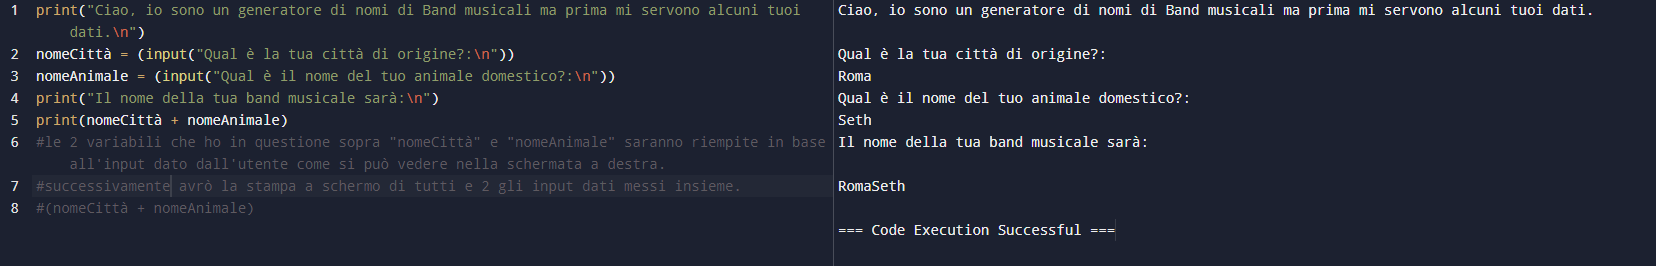 1 print("Ciao, io sono un generatore di nomi di Band musicali ma prima mi servono alcuni tuoi
dati.\n")
2 nomeCittà = (input("Qual è la tua città di origine?:\n"))
3 nomeAnimale = (input("Qual è il nome del tuo animale domestico?:\n"))
4 print("Il nome della tua band musicale sarà:\n")
5 print(nomeCittà + nomeAnimale)
6 #le 2 variabili che ho in questione sopra "nomeCittà" e "nomeAnimale" saranno riempite in base
all'input dato dall'utente come si può vedere nella schermata a destra.
7 #successivamente avrò la stampa a schermo di tutti e 2 gli input dati messi insieme.
8 #(nomeCittà + nomeAnimale)
Ciao, io sono un generatore di nomi di Band musicali ma prima mi servono alcuni tuoi dati.
Qual è la tua città di origine?:
Roma
Qual è il nome del tuo animale domestico?:
Seth
Il nome della tua band musicale sarà:
RomaSeth
=== Code Execution Successful ===